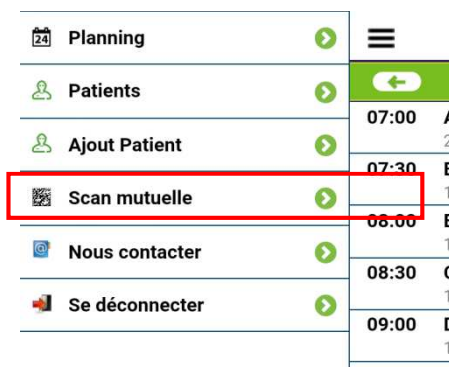 24 Planning
Patients
Ajout Patient
Scan mutuelle
Nous contacter
Se déconnecter
07:00
07:30
08:00
08:30
09:00